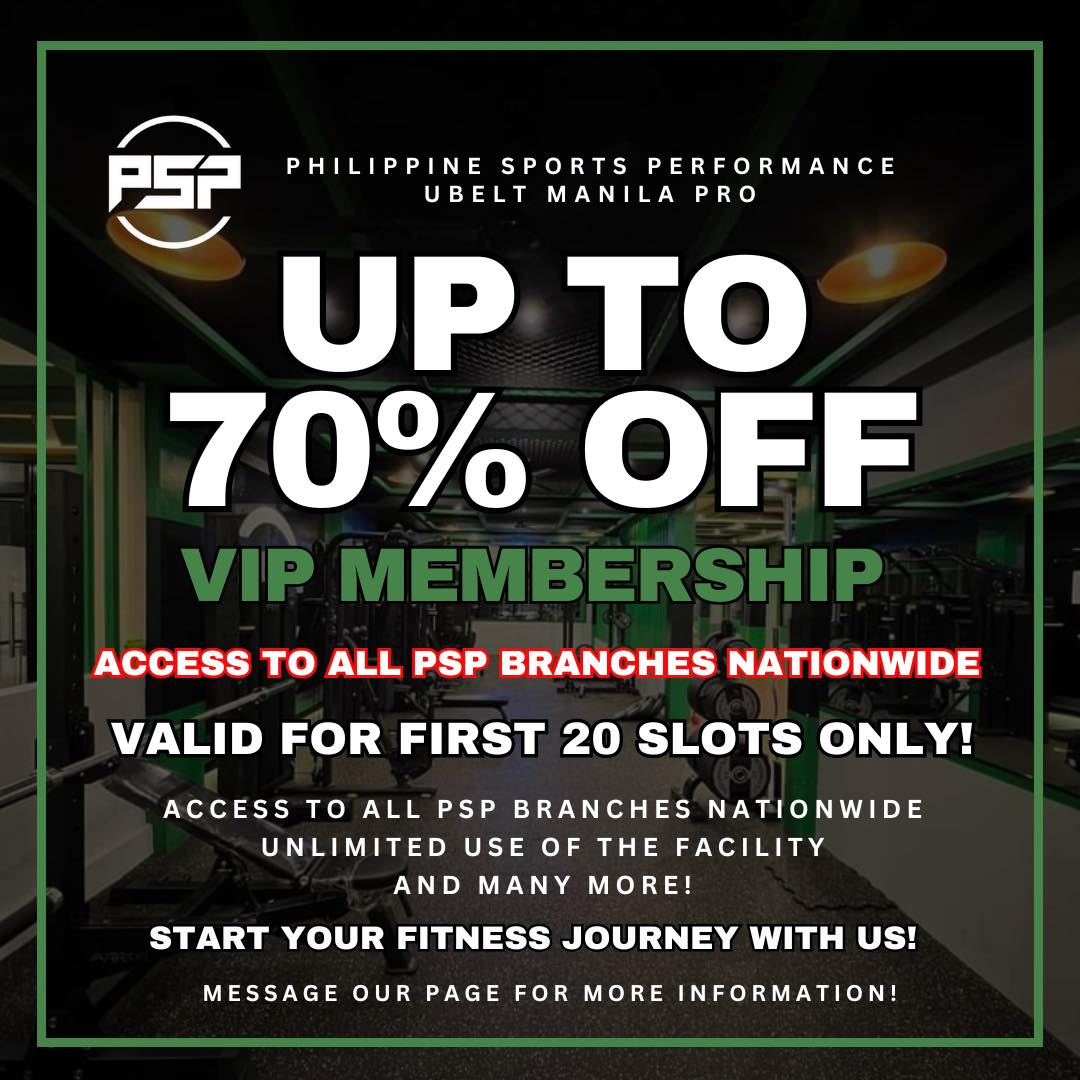 PSP
PHILIPPINE SPORTS PERFORMANCE
UBELT MANILA PRO
UP TO
70% OFF
VIP MEMBERSHIP
ACCESS TO ALL PSP BRANCHES NATIONWIDE
VALID FOR FIRST 20 SLOTS ONLY!
ACCESS TO ALL PSP BRANCHES NATIONWIDE
UNLIMITED USE OF THE FACILITY
AND MANY MORE!
START YOUR FITNESS JOURNEY WITH US!
MESSAGE OUR PAGE FOR MORE INFORMATION!